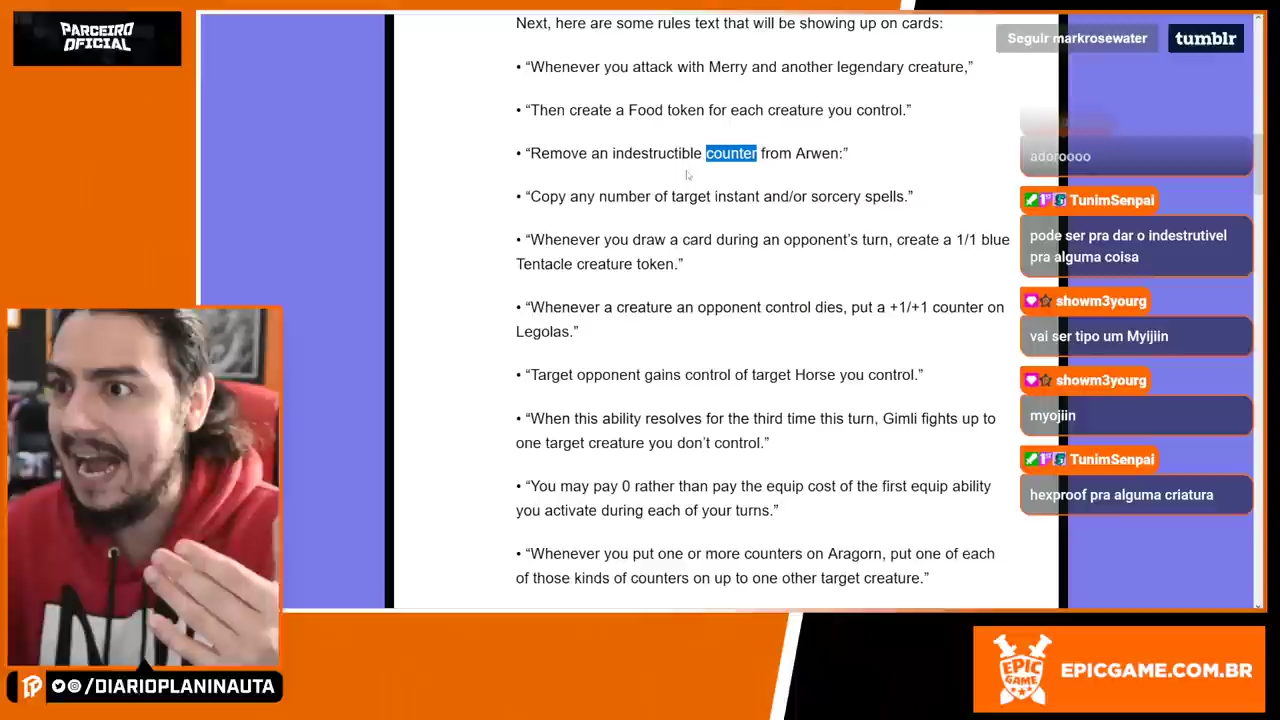 PARCEIRO
OFICIAL
Next, here are some rules text that will be showing up on cards:
Seguir markrosewater
tumblr
• “Whenever you attack with Merry and another legendary creature,”
• “Then create a Food token for each creature you control.”
• “Remove an indestructible counter from Arwen:”
• “Copy any number of target instant and/or sorcery spells.”
• “Whenever you draw a card during an opponent’s turn, create a 1/1 blue
Tentacle creature token.”
• “Whenever a creature an opponent control dies, put a +1/+1 counter on
Legolas.”
• “Target opponent gains control of target Horse you control.”
• “When this ability resolves for the third time this turn, Gimli fights up to
one target creature you don’t control.”
• “You may pay 0 rather than pay the equip cost of the first equip ability
you activate during each of your turns.”
• “Whenever you put one or more counters on Aragorn, put one of each
of those kinds of counters on up to one other target creature.”
adoroooo
TunimSenpai
pode ser pra dar o indestrutivel
pra alguma coisa
showm3yourg
vai ser tipo um Myijiin
showm3yourg
myojiin
TunimSenpai
hexproof pra alguma criatura
/DIARIOPLANINAUTA
EPIC
GAME
EPICGAME.COM.BR